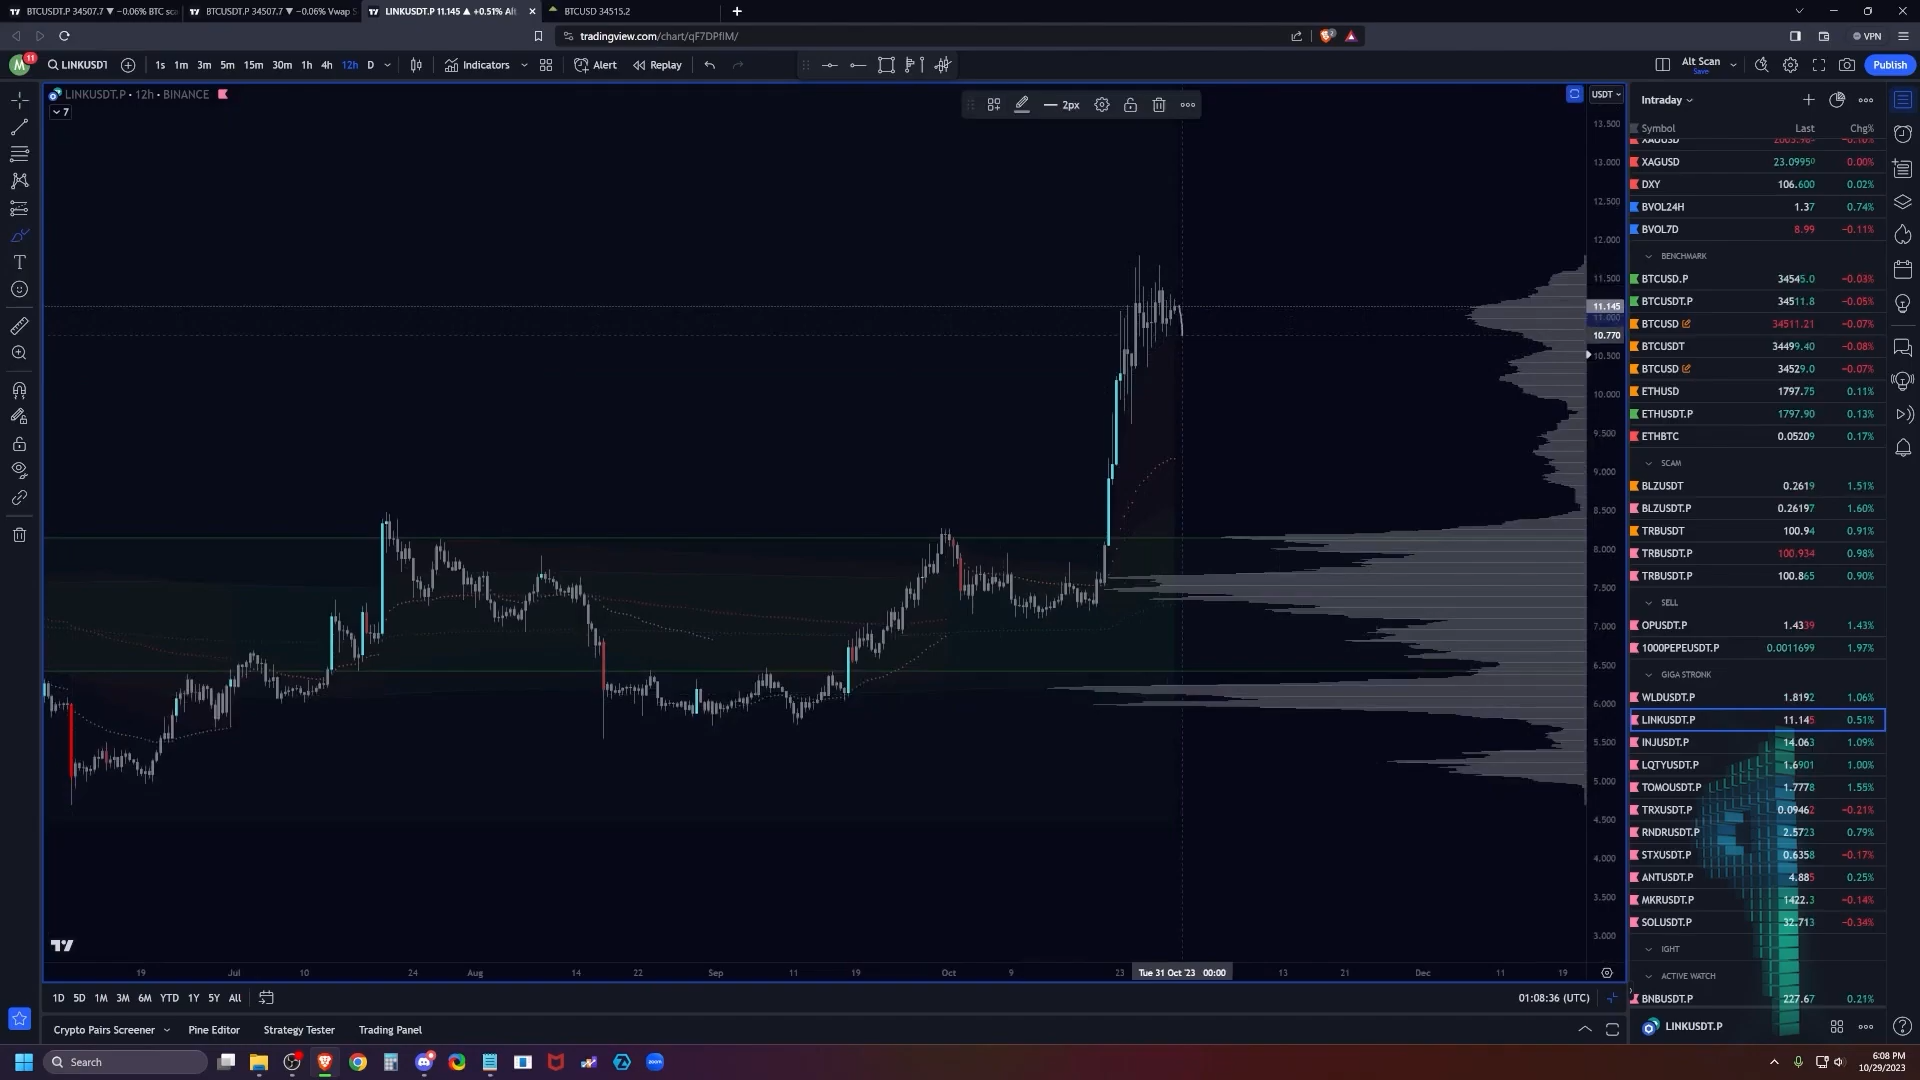 BTCUSDT.P 34507.7 ▼ −0.06% BTC sc
BTCUSDT.P 34507.7 ▼ −0.06% Vwap S
LINKUSDT.P 11.145 ▲ +0.51% Alt
BTCUSD 34515.2
tradingview.com/chart/qF7DPflM/
2
VPN
M
11
LINKUSDT
1s 1m 3m 5m 15m 30m 1h 4h 12h D
Indicators
Alert
Replay
Alt Scan
Save
Publish
LINKUSDT.P • 12h • BINANCE
7
2px
USDT
13.500
13.000
12.500
12.000
11.500
11.145
11.000
10.770
10.500
10.000
9.500
9.000
8.500
8.000
7.500
7.000
6.500
6.000
5.500
5.000
4.500
4.000
3.500
3.000
19 Jul 10 24 Aug 14 22 Sep 11 19 Oct 9 23 Tue 31 Oct '23 00:00 13 21 Dec 11 19
1D 5D 1M 3M 6M YTD 1Y 5Y All
01:08:36 (UTC)
Crypto Pairs Screener
Pine Editor
Strategy Tester
Trading Panel
Intraday
Symbol Last Chg%
XAUUSD
XAGUSD 23.0995⁰ 0.00%
DXY 106.600 0.02%
BVOL24H 1.37 0.74%
BVOL7D 8.99 −0.11%
BENCHMARK
BTCUSD.P 34545.0 −0.03%
BTCUSDT.P 34511.8 −0.05%
BTCUSD 34511.21 −0.07%
BTCUSDT 34499.40 −0.08%
BTCUSD 34529.0 −0.07%
ETHUSD 1797.75 0.11%
ETHUSDT.P 1797.90 0.13%
ETHBTC 0.05209 0.17%
SCAM
BLZUSDT 0.2619 1.51%
BLZUSDT.P 0.26197 1.60%
TRBUSDT 100.94 0.91%
TRBUSDT.P 100.934 0.98%
TRBUSDT.P 100.865 0.90%
SELL
OPUSDT.P 1.4339 1.43%
1000PEPEUSDT.P 0.0011699 1.97%
GIGA STRONK
WLDUSDT.P 1.8192 1.06%
LINKUSDT.P 11.145 0.51%
INJUSDT.P 14.063 1.09%
LQTYUSDT.P 1.6901 1.00%
TOMOUSDT.P 1.7778 1.55%
TRXUSDT.P 0.09462 −0.21%
RNDRUSDT.P 2.5723 0.79%
STXUSDT.P 0.6358 −0.17%
ANTUSDT.P 4.885 0.25%
MKRUSDT.P 1422.3 −0.14%
SOLUSDT.P 32.713 −0.34%
IGHT
ACTIVE WATCH
BNBUSDT.P 227.67 0.21%
LINKUSDT.P
Search
zoom
6:08 PM
10/29/2023